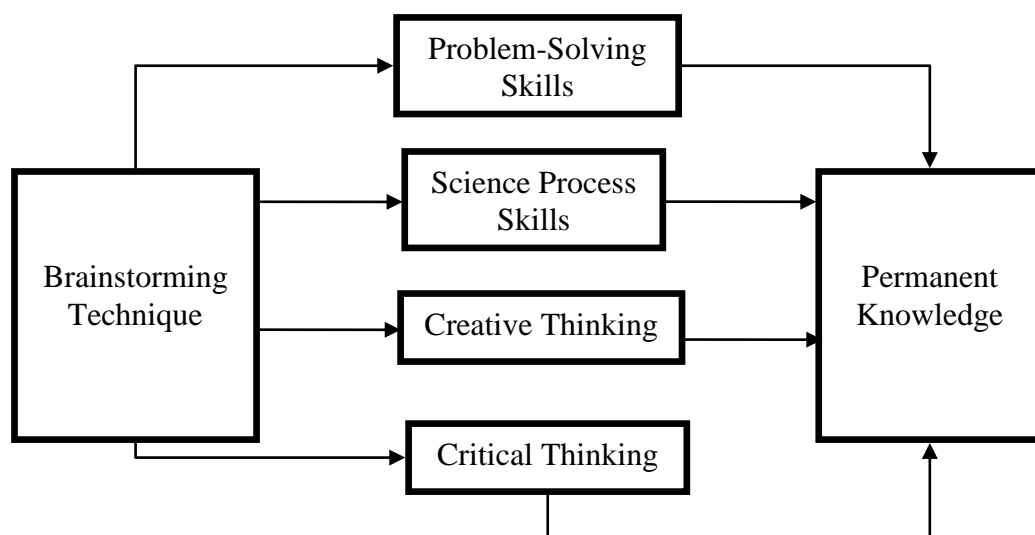 Problem-Solving
Skills
Science Process
Skills
Brainstorming
Technique
Permanent
Knowledge
Creative Thinking
Critical Thinking